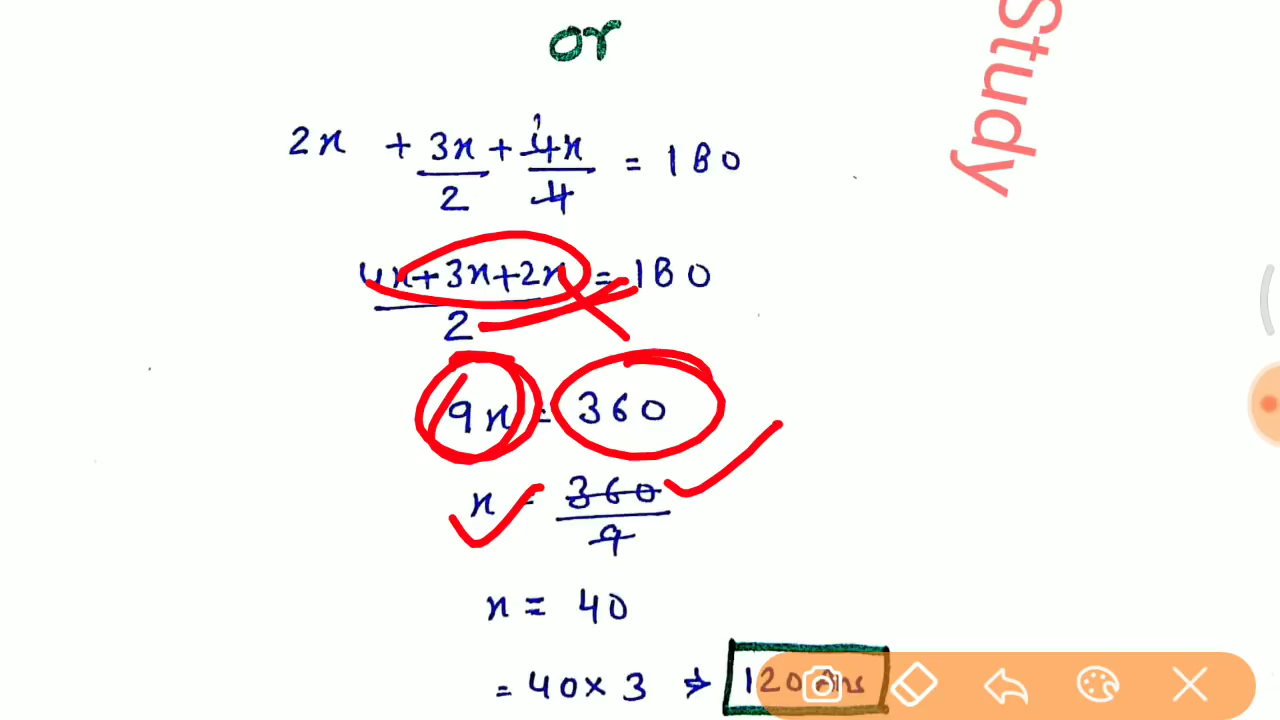 or
2x + 3x/2 + 4x/4 = 180
4x+3x+2x/2 = 180
9x = 360
x = 360/9
x = 40
= 40 × 3 ⇒ 120 Ans
Study